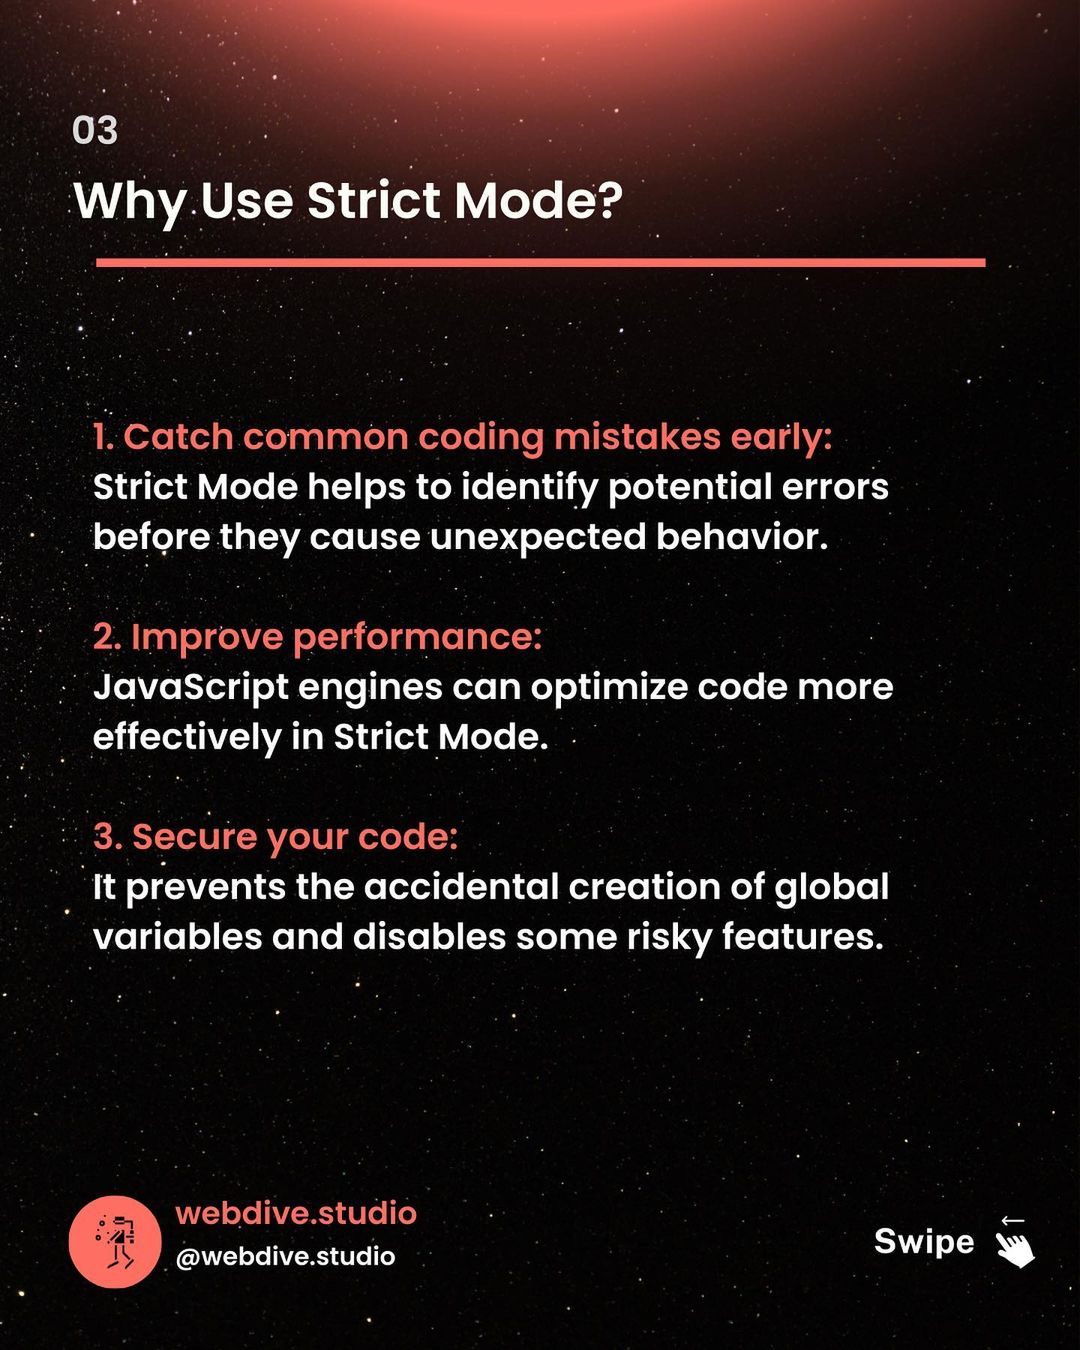 03
Why Use Strict Mode?
1. Catch common coding mistakes early:
Strict Mode helps to identify potential errors
before they cause unexpected behavior.
2. Improve performance:
JavaScript engines can optimize code more
effectively in Strict Mode.
3. Secure your code:
It prevents the accidental creation of global
variables and disables some risky features.
webdive.studio
@webdive.studio
Swipe